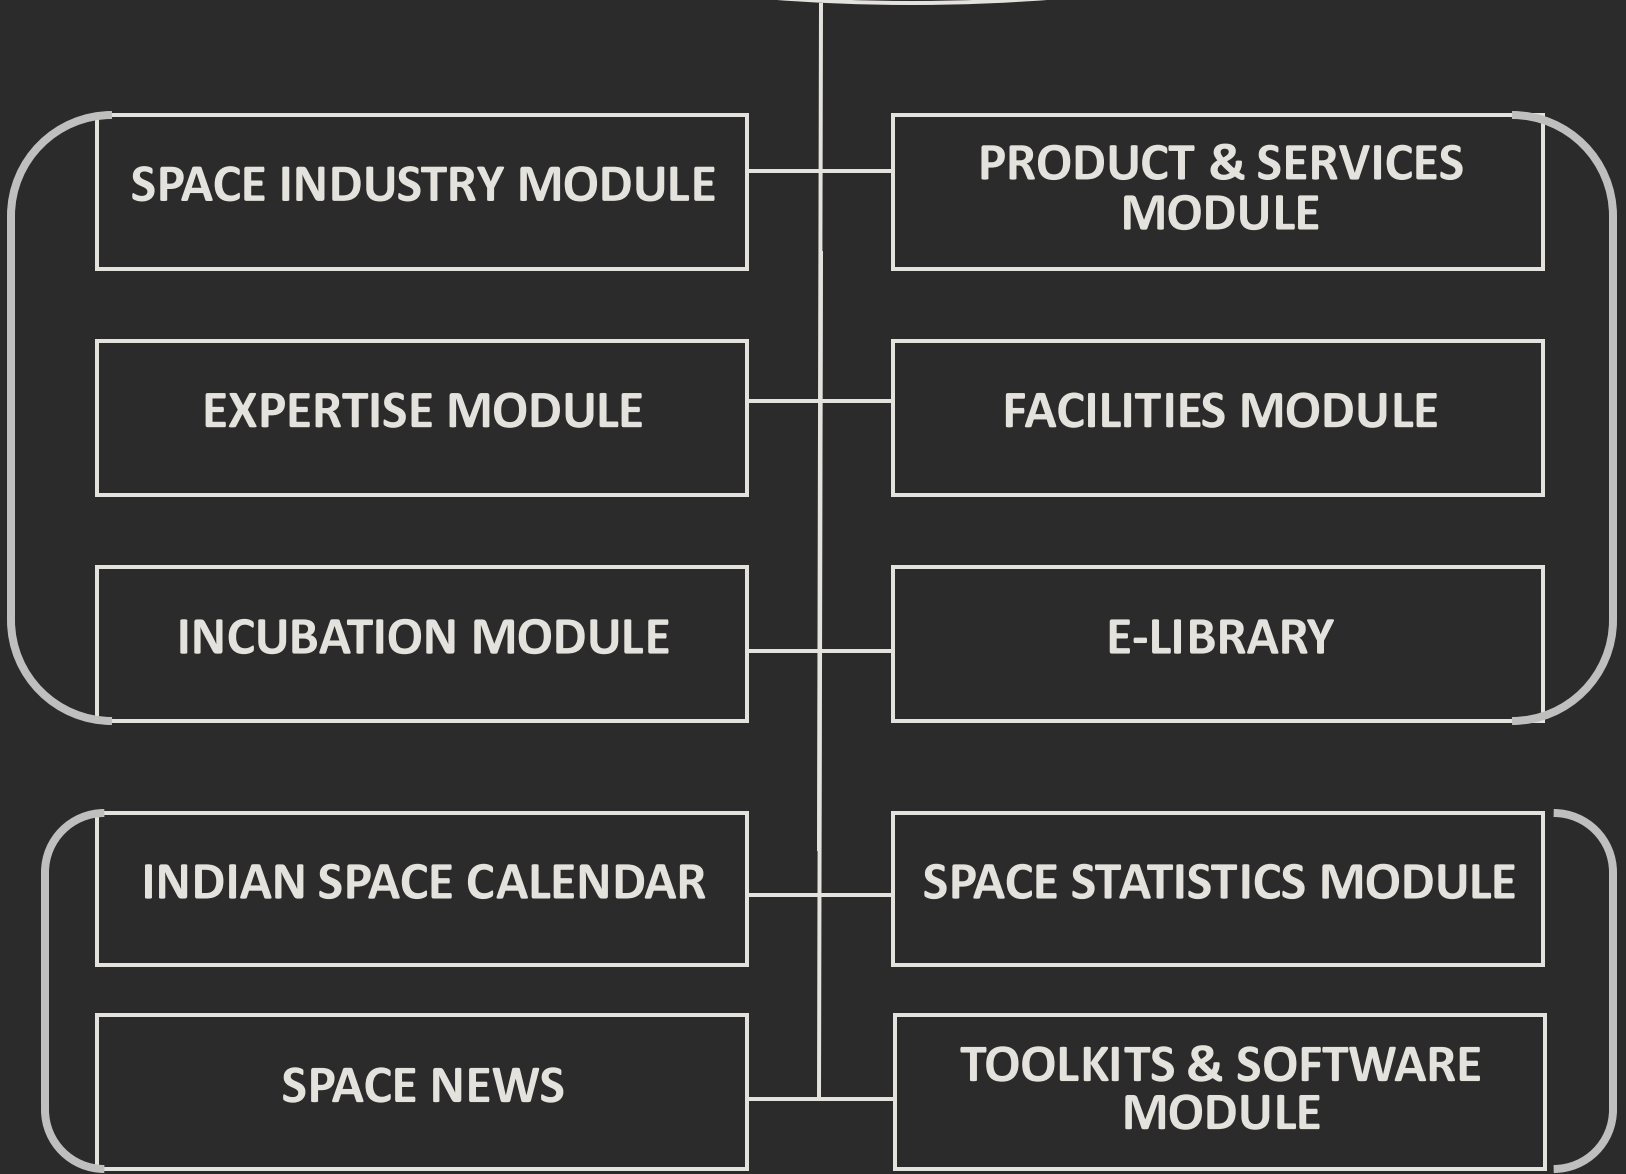 SPACE INDUSTRY MODULE
PRODUCT & SERVICES
MODULE
EXPERTISE MODULE
FACILITIES MODULE
INCUBATION MODULE
E-LIBRARY
INDIAN SPACE CALENDAR
SPACE STATISTICS MODULE
SPACE NEWS
TOOLKITS & SOFTWARE
MODULE